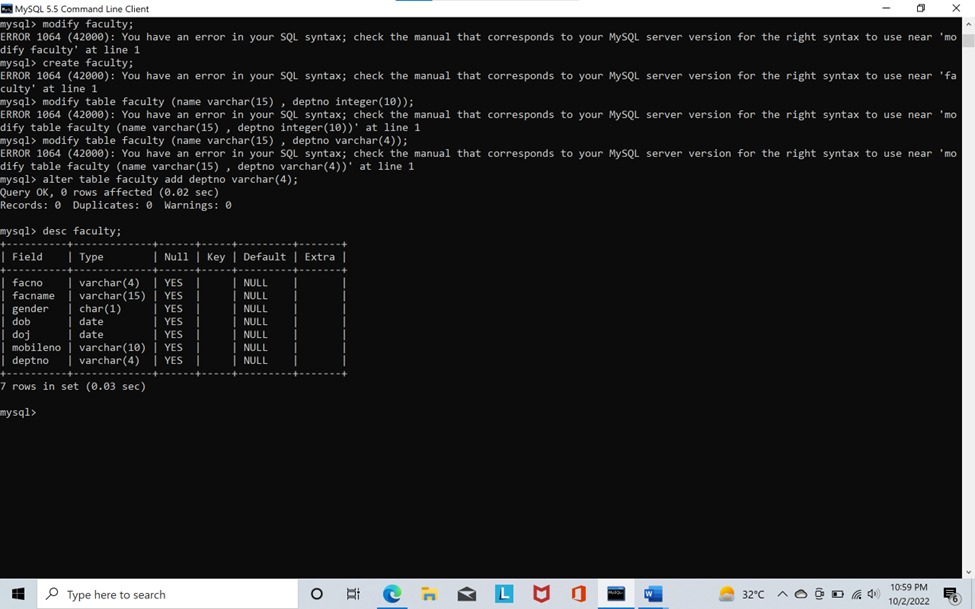 MySQL 5.5 Command Line Client
mysql> modify faculty;
ERROR 1064 (42000): You have an error in your SQL syntax; check the manual that corresponds to your MySQL server version for the right syntax to use near 'mo
dify faculty' at line 1
mysql> create faculty;
ERROR 1064 (42000): You have an error in your SQL syntax; check the manual that corresponds to your MySQL server version for the right syntax to use near 'fa
culty' at line 1
mysql> modify table faculty (name varchar(15) , deptno integer(10));
ERROR 1064 (42000): You have an error in your SQL syntax; check the manual that corresponds to your MySQL server version for the right syntax to use near 'mo
dify table faculty (name varchar(15) , deptno integer(10))' at line 1
mysql> modify table faculty (name varchar(15) , deptno varchar(4));
ERROR 1064 (42000): You have an error in your SQL syntax; check the manual that corresponds to your MySQL server version for the right syntax to use near 'mo
dify table faculty (name varchar(15) , deptno varchar(4))' at line 1
mysql> alter table faculty add deptno varchar(4);
Query OK, 0 rows affected (0.02 sec)
Records: 0  Duplicates: 0  Warnings: 0
mysql> desc faculty;
+----------+-------------+------+-----+---------+-------+
| Field    | Type        | Null | Key | Default | Extra |
+----------+-------------+------+-----+---------+-------+
| facno    | varchar(4)  | YES  |     | NULL    |       |
| facname  | varchar(15) | YES  |     | NULL    |       |
| gender   | char(1)     | YES  |     | NULL    |       |
| dob      | date        | YES  |     | NULL    |       |
| doj      | date        | YES  |     | NULL    |       |
| mobileno | varchar(10) | YES  |     | NULL    |       |
| deptno   | varchar(4)  | YES  |     | NULL    |       |
+----------+-------------+------+-----+---------+-------+
7 rows in set (0.03 sec)
mysql>
Type here to search
32°C
10:59 PM
10/2/2022
6